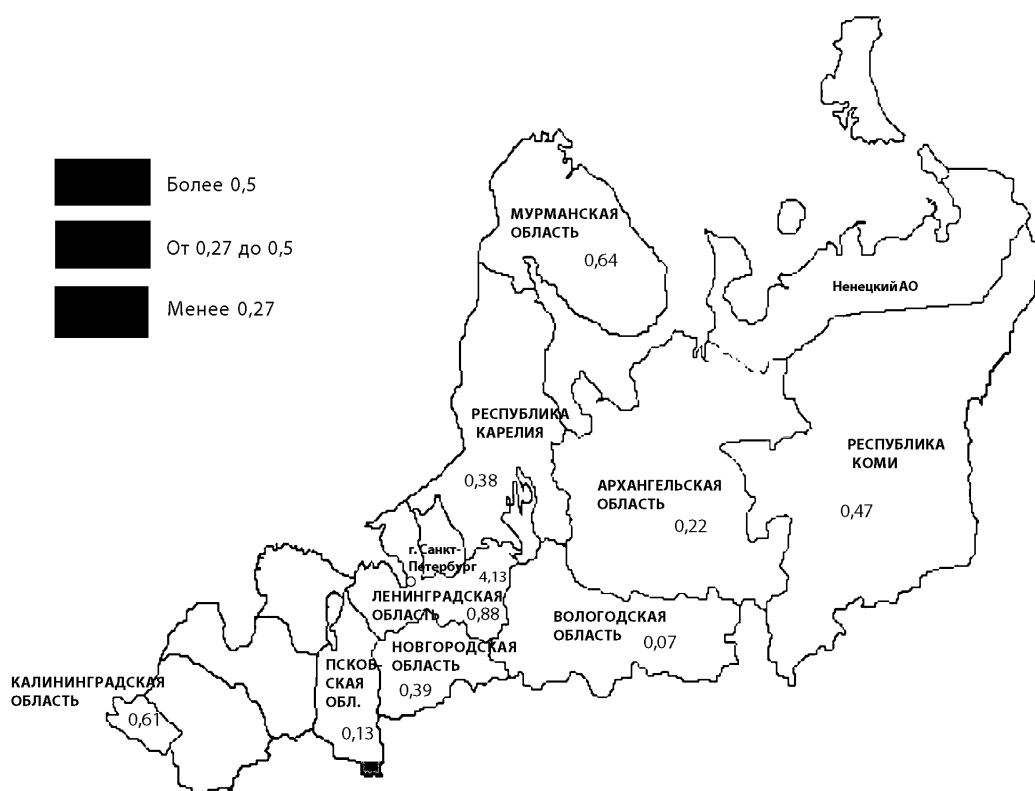 Более 0,5
От 0,27 до 0,5
Менее 0,27
МУРМАНСКАЯ
ОБЛАСТЬ
0,64
Ненецкий АО
РЕСПУБЛИКА
КАРЕЛИЯ
0,38
РЕСПУБЛИКА
КОМИ
0,47
АРХАНГЕЛЬСКАЯ
ОБЛАСТЬ
0,22
г. Санкт-
Петербург
4,13
ЛЕНИНГРАДСКАЯ
ОБЛАСТЬ
0,88
ВОЛОГОДСКАЯ
ОБЛАСТЬ
0,07
НОВГОРОДСКАЯ
ОБЛАСТЬ
0,39
ПСКОВ-
СКАЯ
ОБЛ.
0,13
КАЛИНИНГРАДСКАЯ
ОБЛАСТЬ
0,61